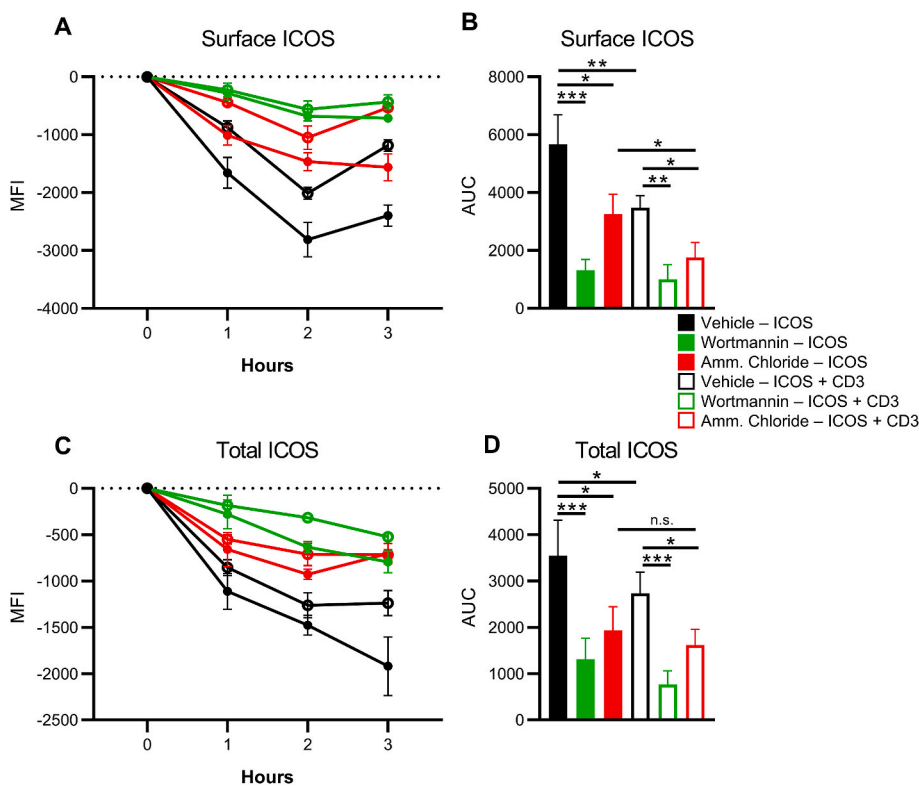 A
Surface ICOS
0
-1000
-2000
-3000
-4000
MFI
0 1 2 3
Hours
B
Surface ICOS
8000
6000
4000
2000
0
AUC
**
*
***
*
*
**
Vehicle – ICOS
Wortmannin – ICOS
Amm. Chloride – ICOS
Vehicle – ICOS + CD3
Wortmannin – ICOS + CD3
Amm. Chloride – ICOS + CD3
C
Total ICOS
0
-500
-1000
-1500
-2000
-2500
MFI
0 1 2 3
Hours
D
Total ICOS
5000
4000
3000
2000
1000
0
AUC
*
*
***
n.s.
*
***